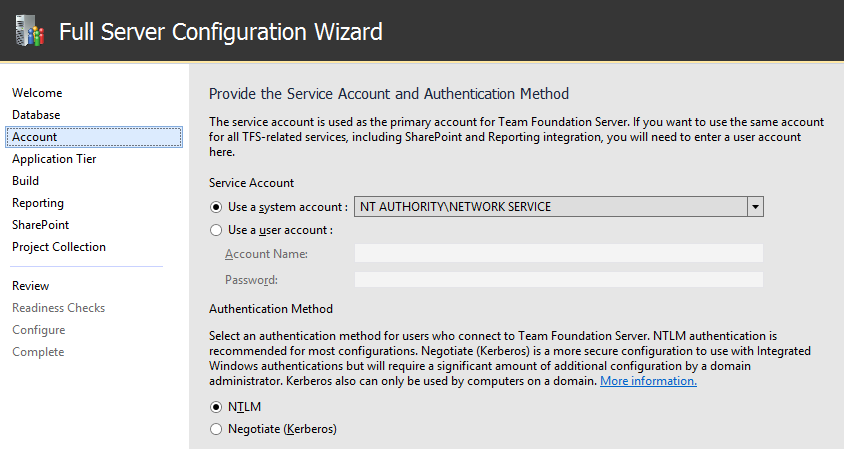 Full Server Configuration Wizard
Welcome
Database
Account
Application Tier
Build
Reporting
SharePoint
Project Collection
Review
Readiness Checks
Configure
Complete
Provide the Service Account and Authentication Method
The service account is used as the primary account for Team Foundation Server. If you want to use the same account
for all TFS-related services, including SharePoint and Reporting integration, you will need to enter a user account
here.
Service Account
Use a system account : NT AUTHORITY\NETWORK SERVICE
Use a user account :
Account Name:
Password:
Authentication Method
Select an authentication method for users who connect to Team Foundation Server. NTLM authentication is
recommended for most configurations. Negotiate (Kerberos) is a more secure configuration to use with Integrated
Windows authentications but will require a significant amount of additional configuration by a domain
administrator. Kerberos also can only be used by computers on a domain. More information.
NTLM
Negotiate (Kerberos)